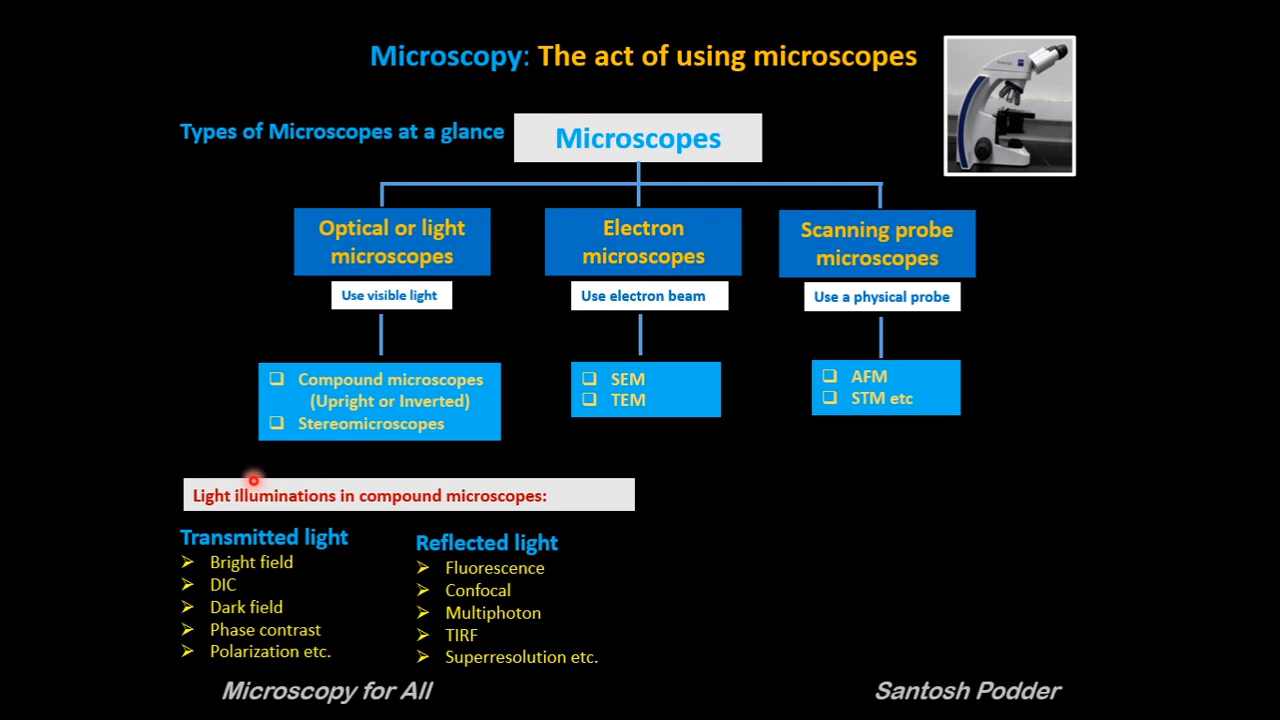 Microscopy: The act of using microscopes
Types of Microscopes at a glance
Microscopes
Optical or light
microscopes
Use visible light
Compound microscopes
(Upright or Inverted)
Stereomicroscopes
Electron
microscopes
Use electron beam
SEM
TEM
Scanning probe
microscopes
Use a physical probe
AFM
STM etc
Light illuminations in compound microscopes:
Transmitted light
Bright field
DIC
Dark field
Phase contrast
Polarization etc.
Reflected light
Fluorescence
Confocal
Multiphoton
TIRF
Superresolution etc.
Microscopy for All
Santosh Podder